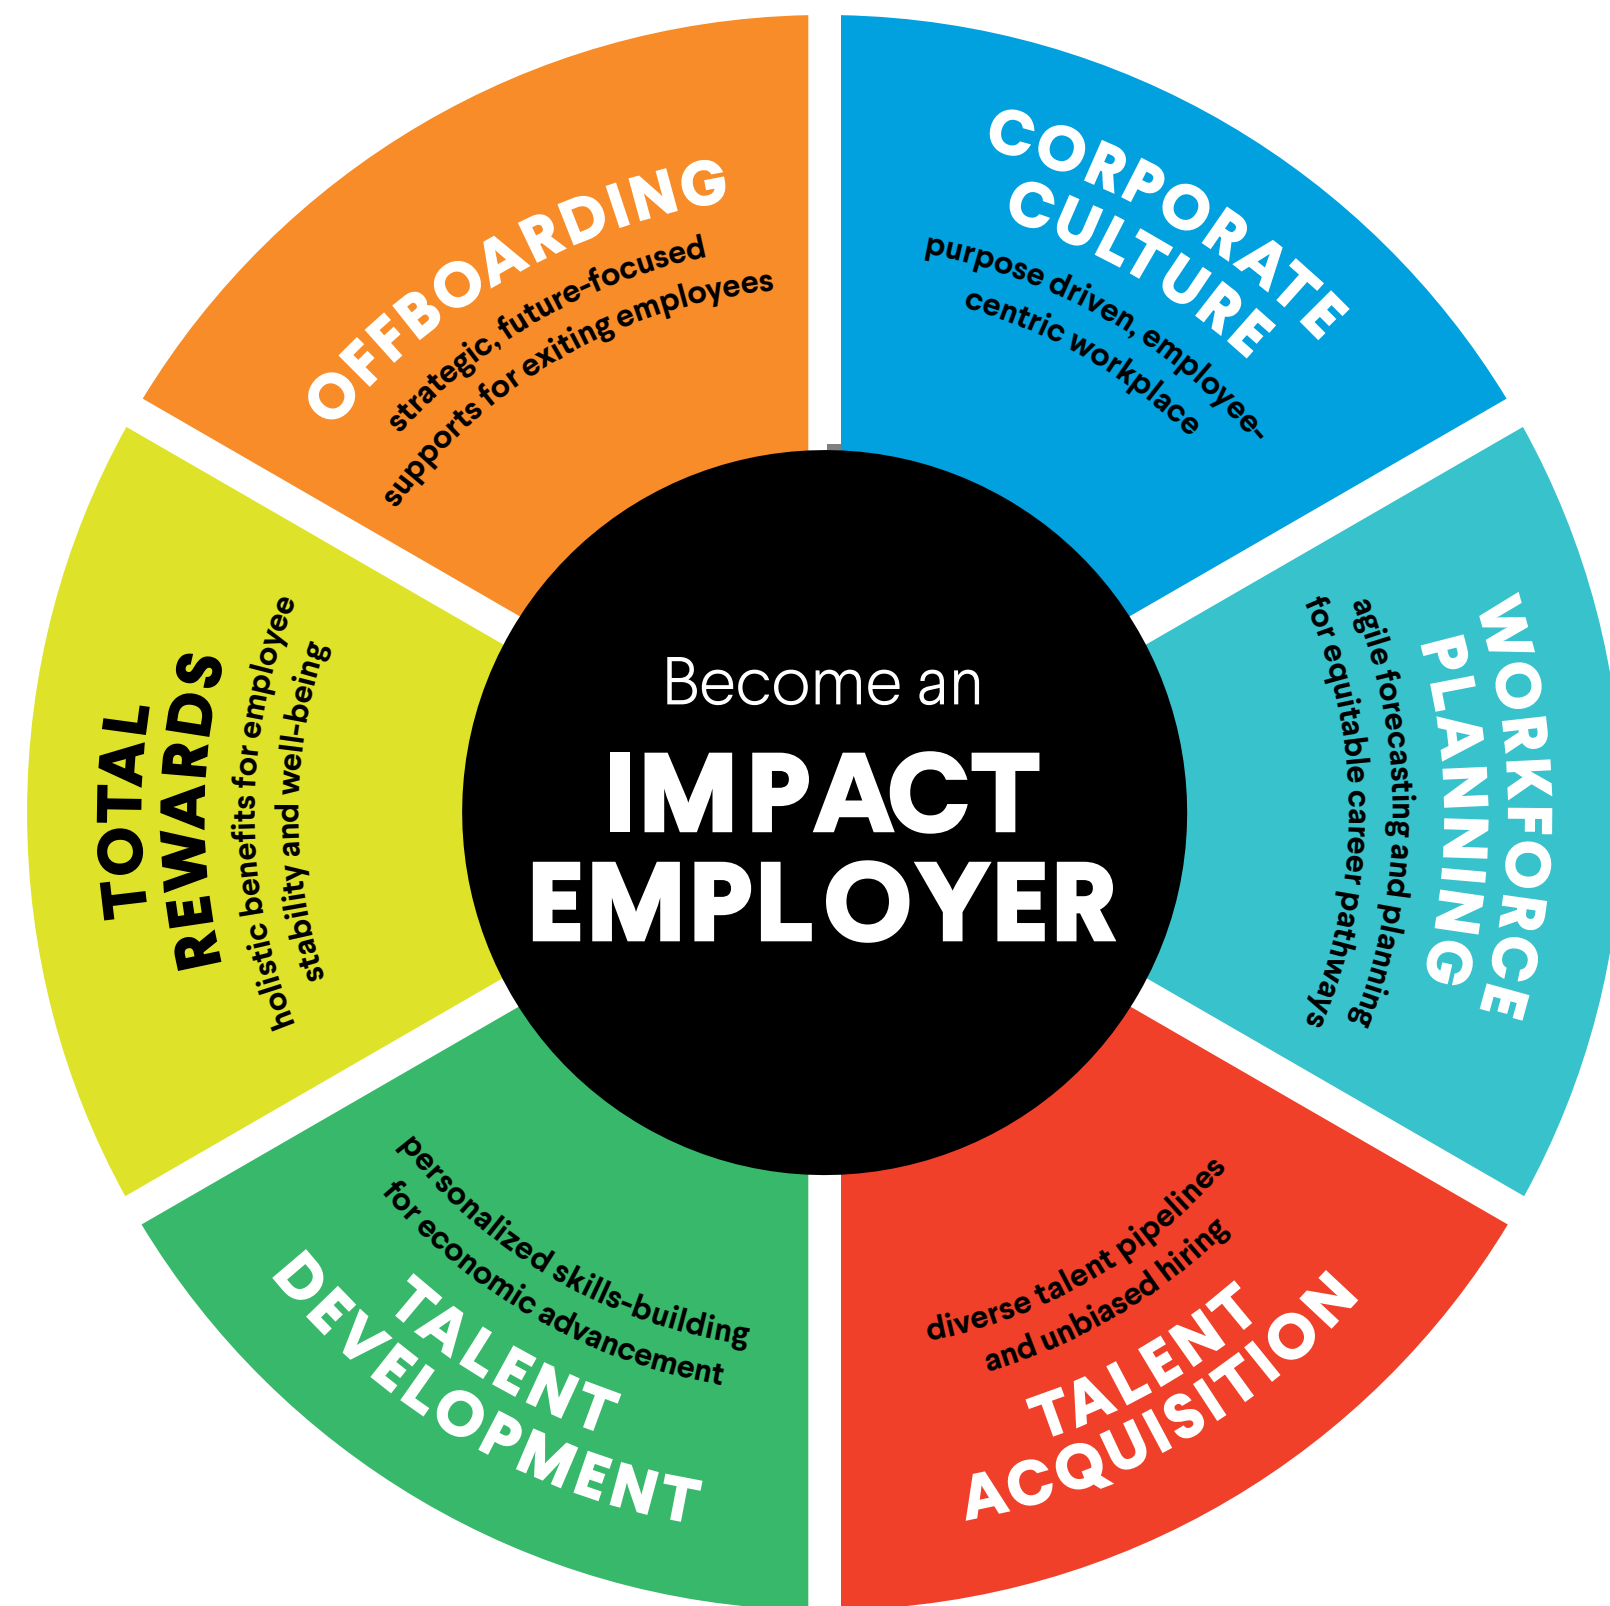 Become an
IMPACT
EMPLOYER
CORPORATE
CULTURE
purpose driven, employee-
centric workplace
WORKFORCE
PLANNING
agile forecasting and planning
for equitable career pathways
diverse talent pipelines
and unbiased hiring
TALENT
ACQUISITION
personalized skills-building
for economic advancement
TALENT
DEVELOPMENT
TOTAL
REWARDS
holistic benefits for employee
stability and well-being
OFFBOARDING
strategic, future-focused
supports for exiting employees